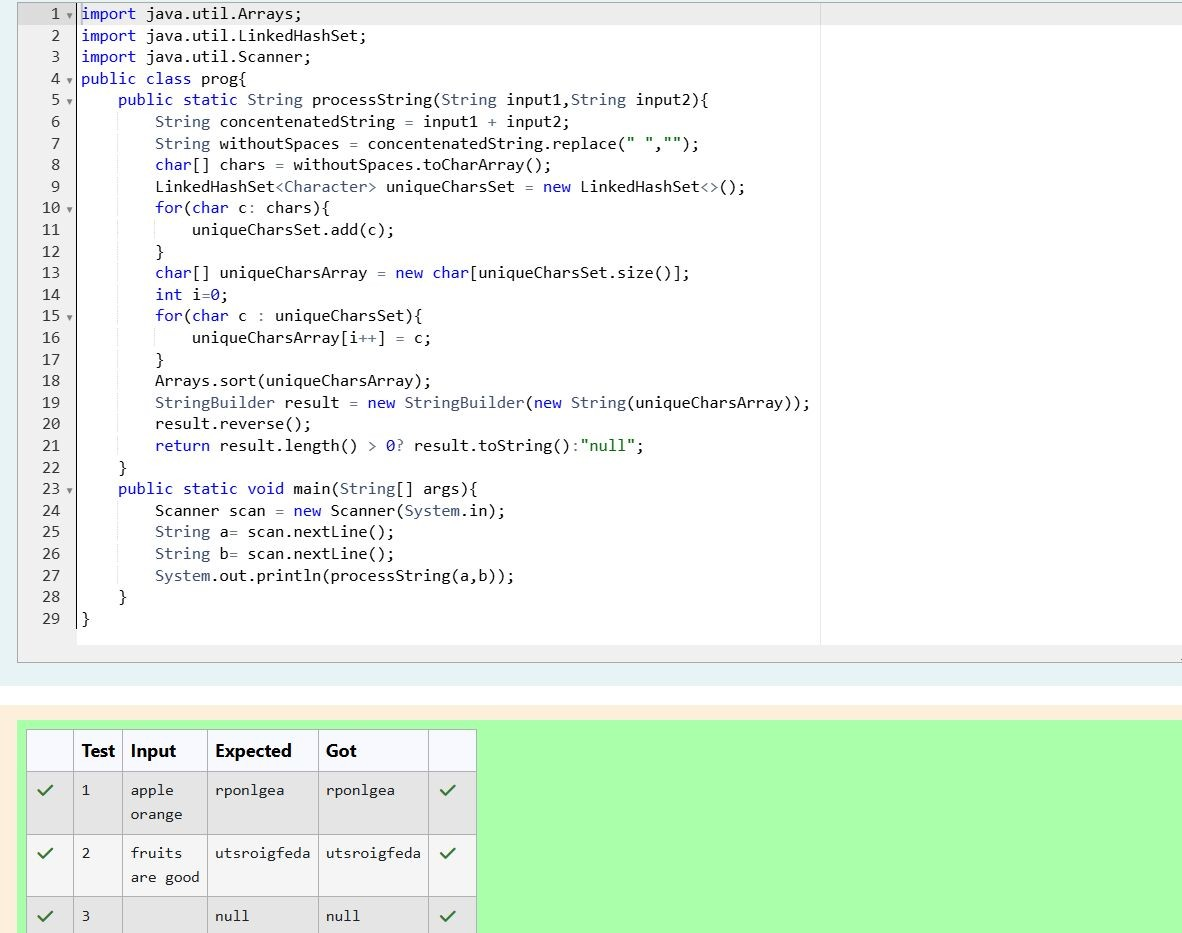 1 import java.util.Arrays;
2 import java.util.LinkedHashSet;
3 import java.util.Scanner;
4 public class prog{
5     public static String processString(String input1,String input2){
6         String concentenatedString = input1 + input2;
7         String withoutSpaces = concentenatedString.replace(" ","");
8         char[] chars = withoutSpaces.toCharArray();
9         LinkedHashSet<Character> uniqueCharsSet = new LinkedHashSet<>();
10         for(char c: chars){
11             uniqueCharsSet.add(c);
12         }
13         char[] uniqueCharsArray = new char[uniqueCharsSet.size()];
14         int i=0;
15         for(char c : uniqueCharsSet){
16             uniqueCharsArray[i++] = c;
17         }
18         Arrays.sort(uniqueCharsArray);
19         StringBuilder result = new StringBuilder(new String(uniqueCharsArray));
20         result.reverse();
21         return result.length() > 0? result.toString():"null";
22     }
23     public static void main(String[] args){
24         Scanner scan = new Scanner(System.in);
25         String a= scan.nextLine();
26         String b= scan.nextLine();
27         System.out.println(processString(a,b));
28     }
29 }
Test Input Expected Got
1 apple rponlgea rponlgea
orange
2 fruits utsroigfeda utsroigfeda
are good
3 null null